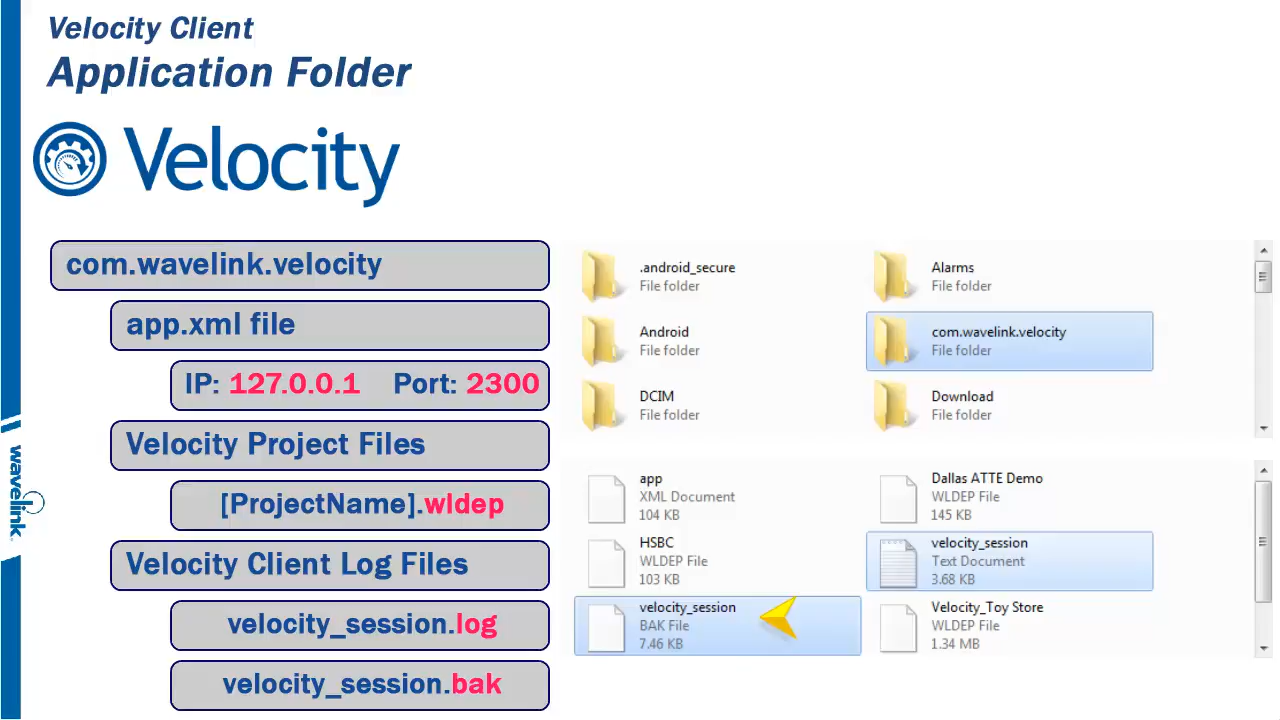 Velocity Client
Application Folder
Velocity
com.wavelink.velocity
app.xml file
IP: 127.0.0.1 Port: 2300
Velocity Project Files
[ProjectName].wldep
Velocity Client Log Files
velocity_session.log
velocity_session.bak
wavelink
.android_secure
File folder
Alarms
File folder
Android
File folder
com.wavelink.velocity
File folder
DCIM
File folder
Download
File folder
app
XML Document
104 KB
Dallas ATTE Demo
WLDEP File
145 KB
HSBC
WLDEP File
103 KB
velocity_session
Text Document
3.68 KB
velocity_session
BAK File
7.46 KB
Velocity_Toy Store
WLDEP File
1.34 MB